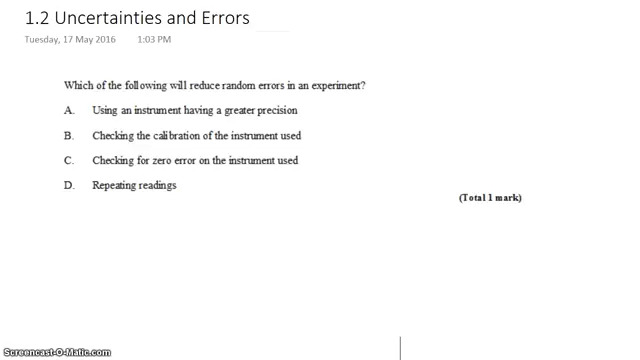 1.2 Uncertainties and Errors
Tuesday, 17 May 2016 1:03 PM
Which of the following will reduce random errors in an experiment?
A. Using an instrument having a greater precision
B. Checking the calibration of the instrument used
C. Checking for zero error on the instrument used
D. Repeating readings
(Total 1 mark)
Screencast-O-Matic.com